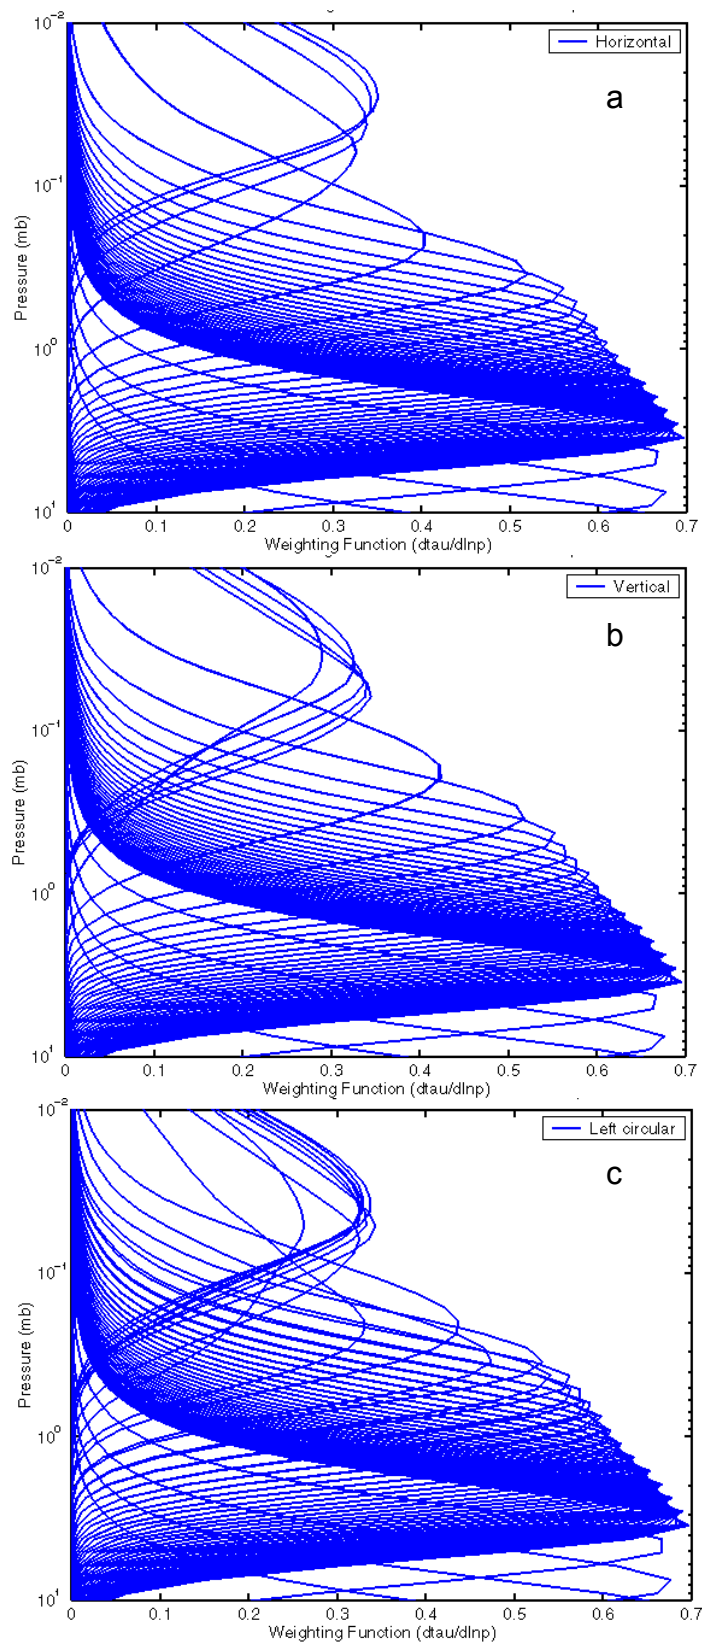 10⁻²
Horizontal
a
10⁻¹
Pressure (mb)
10⁰
10¹
0 0.1 0.2 0.3 0.4 0.5 0.6 0.7
Weighting Function (dtau/dlnp)
10⁻²
Vertical
b
10⁻¹
Pressure (mb)
10⁰
10¹
0 0.1 0.2 0.3 0.4 0.5 0.6 0.7
Weighting Function (dtau/dlnp)
10⁻²
Left circular
c
10⁻¹
Pressure (mb)
10⁰
10¹
0 0.1 0.2 0.3 0.4 0.5 0.6 0.7
Weighting Function (dtau/dlnp)